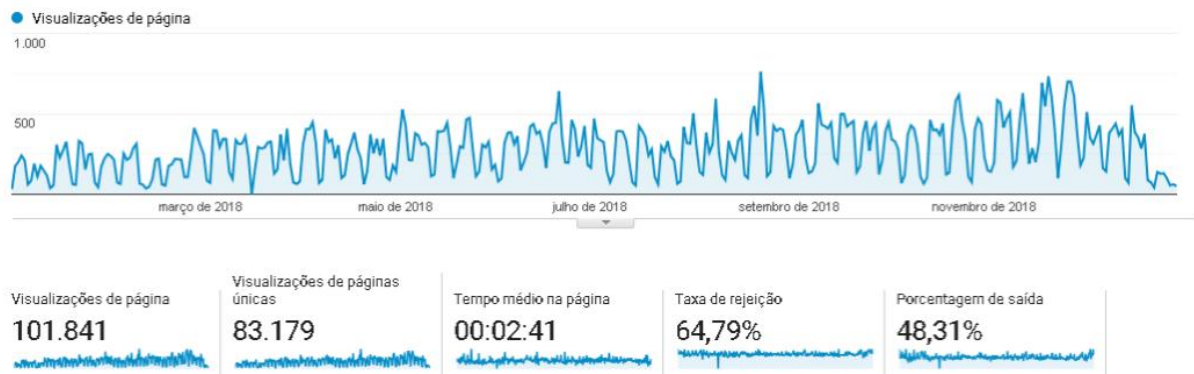 Visualizações de página
1.000
500
março de 2018
maio de 2018
julho de 2018
setembro de 2018
novembro de 2018
Visualizações de página
101.841
Visualizações de páginas
únicas
83.179
Tempo médio na página
00:02:41
Taxa de rejeição
64,79%
Porcentagem de saída
48,31%